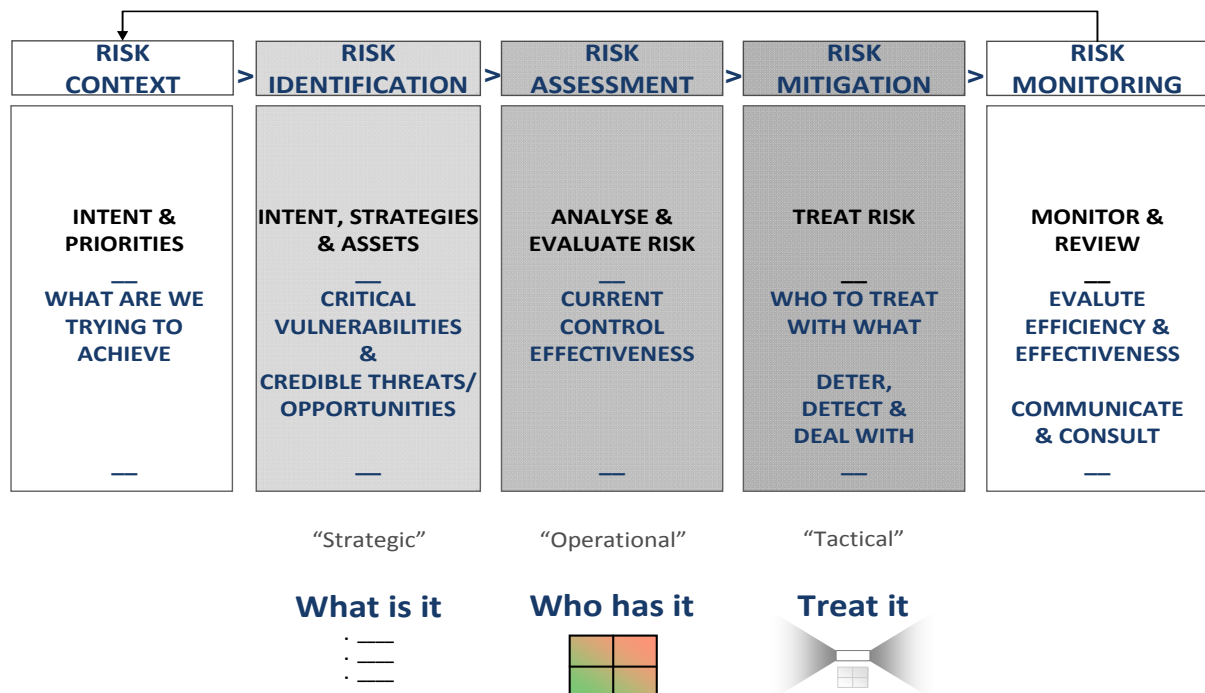 RISK
CONTEXT
>
RISK
IDENTIFICATION
>
RISK
ASSESSMENT
>
RISK
MITIGATION
>
RISK
MONITORING
INTENT &
PRIORITIES
WHAT ARE WE
TRYING TO
ACHIEVE
INTENT, STRATEGIES
& ASSETS
CRITICAL
VULNERABILITIES
&
CREDIBLE THREATS/
OPPORTUNITIES
ANALYSE &
EVALUATE RISK
CURRENT
CONTROL
EFFECTIVENESS
TREAT RISK
WHO TO TREAT
WITH WHAT
DETER,
DETECT &
DEAL WITH
MONITOR &
REVIEW
EVALUTE
EFFICIENCY &
EFFECTIVENESS
COMMUNICATE
& CONSULT
“Strategic”
“Operational”
“Tactical”
What is it
Who has it
Treat it